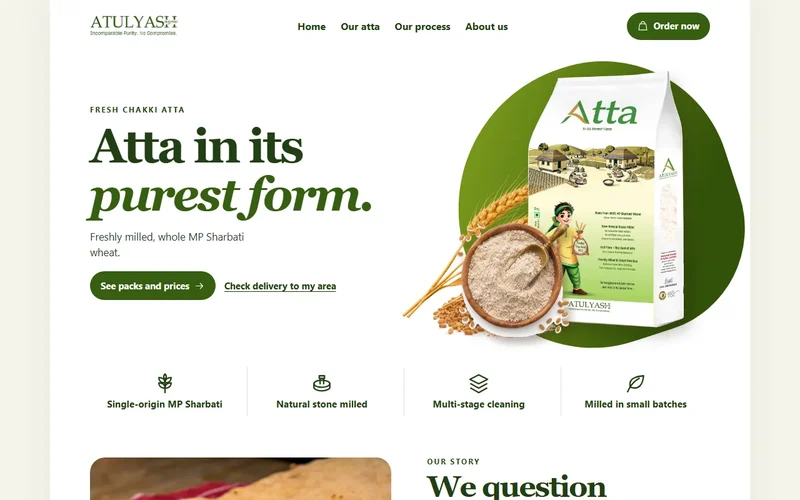 ATULYASH
Incomparable Purity. No Compromises.
Home
Our atta
Our process
About us
Order now
FRESH CHAKKI ATTA
Atta in its
purest form.
Freshly milled, whole MP Sharbati
wheat.
See packs and prices
Check delivery to my area
Atta
ATULYASH
Single-origin MP Sharbati
Natural stone milled
Multi-stage cleaning
Milled in small batches
OUR STORY
We question